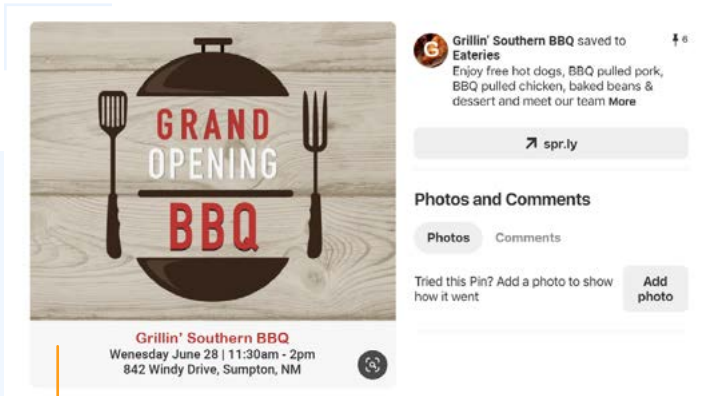 GRAND
OPENING
BBQ
Grillin' Southern BBQ
Wenesday June 28 | 11:30am - 2pm
842 Windy Drive, Sumpton, NM
G
Grillin' Southern BBQ saved to
Eateries
6
Enjoy free hot dogs, BBQ pulled pork,
BBQ pulled chicken, baked beans &
dessert and meet our team More
spr.ly
Photos and Comments
Photos Comments
Tried this Pin? Add a photo to show
how it went
Add
photo